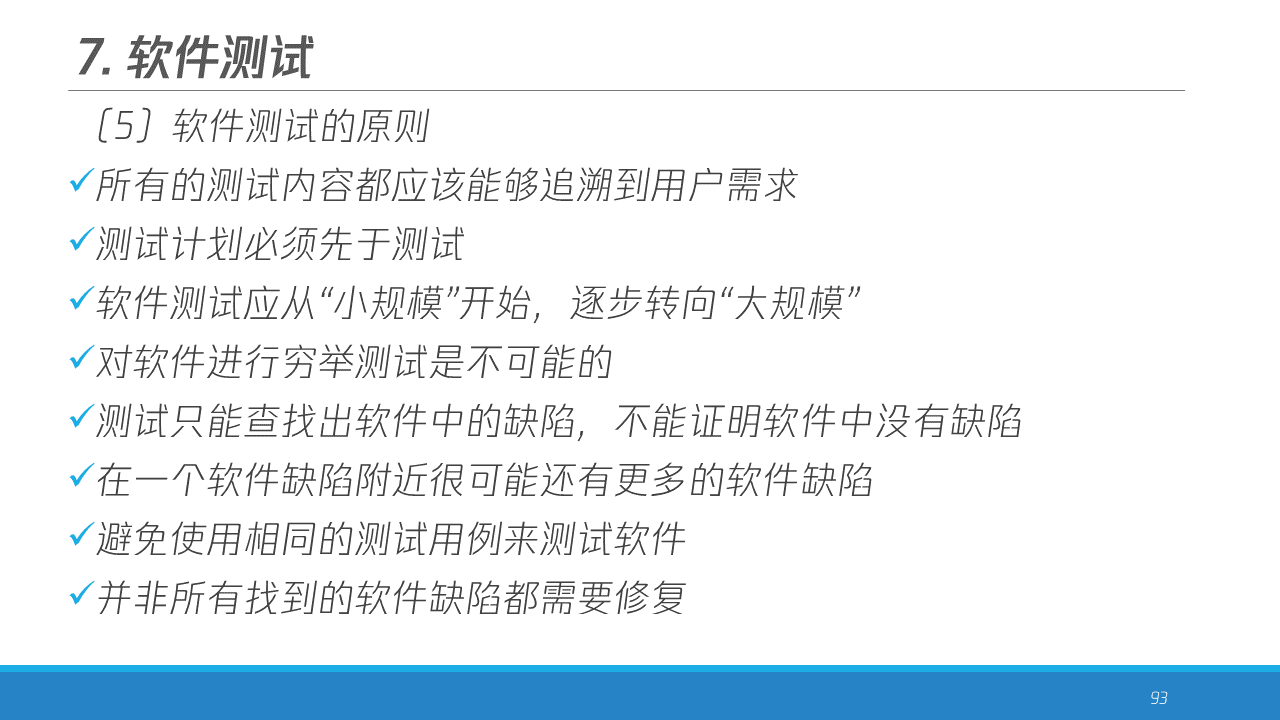 7. 软件测试
（5）软件测试的原则
✓所有的测试内容都应该能够追溯到用户需求
✓测试计划必须先于测试
✓软件测试应从“小规模”开始，逐步转向“大规模”
✓对软件进行穷举测试是不可能的
✓测试只能查找出软件中的缺陷，不能证明软件中没有缺陷
✓在一个软件缺陷附近很可能还有更多的软件缺陷
✓避免使用相同的测试用例来测试软件
✓并非所有找到的软件缺陷都需要修复
93